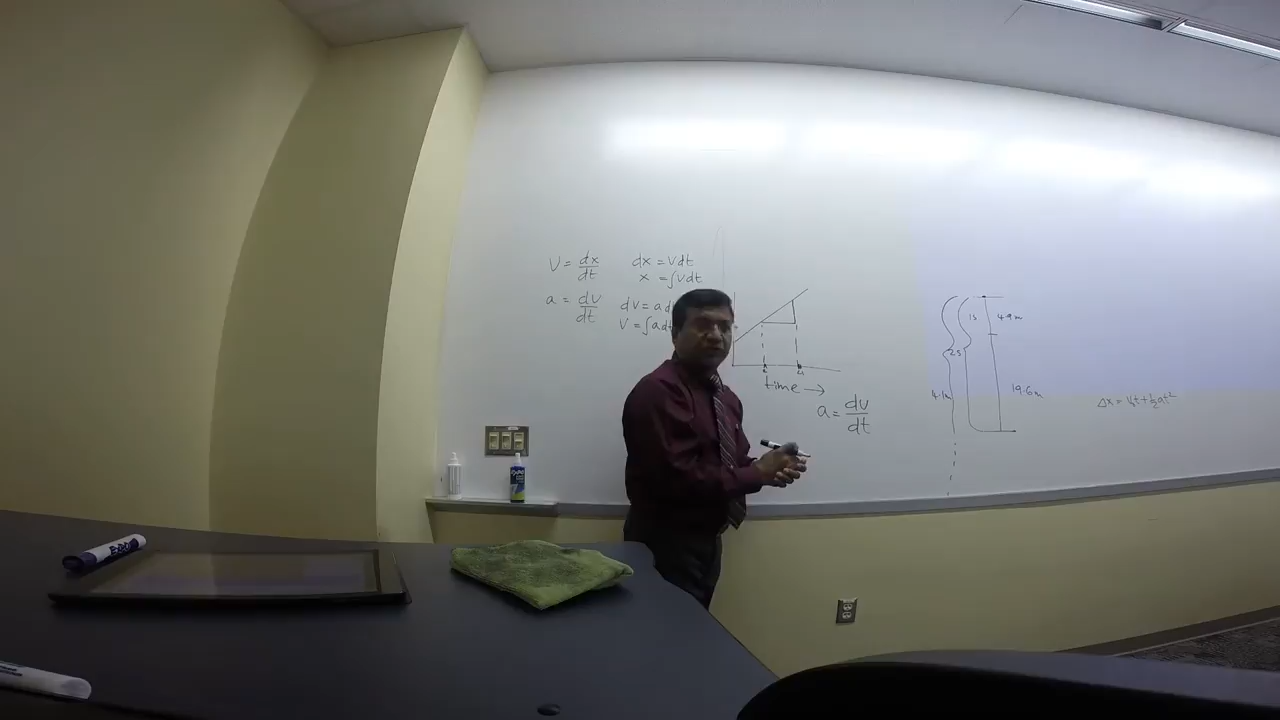 V = dx/dt
dx = Vdt
x = ∫Vdt
a = dv/dt
dv = a d
V = ∫adt
time →
a = dv/dt
1s
4.9m
2s
19.6m
Δx = V₀t + ½at²
EXPO